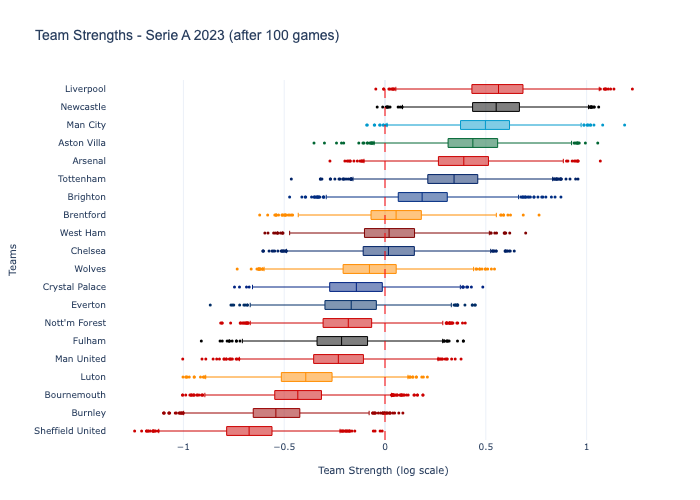 Team Strengths - Serie A 2023 (after 100 games)
Liverpool
Newcastle
Man City
Aston Villa
Arsenal
Tottenham
Brighton
Brentford
West Ham
Chelsea
Wolves
Crystal Palace
Everton
Nott'm Forest
Fulham
Man United
Luton
Bournemouth
Burnley
Sheffield United
Teams
−1
−0.5
0
0.5
1
Team Strength (log scale)